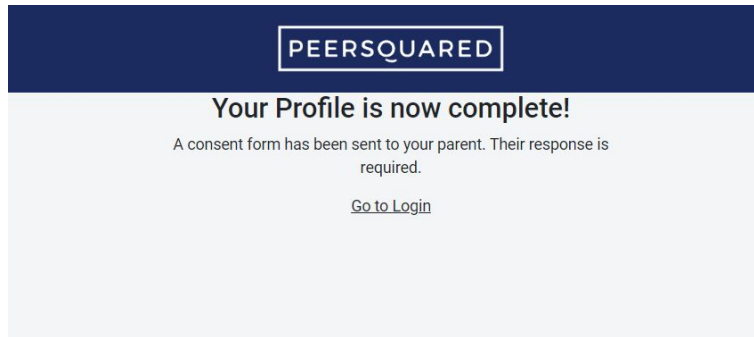 PEERSQUARED
Your Profile is now complete!
A consent form has been sent to your parent. Their response is
required.
Go to Login